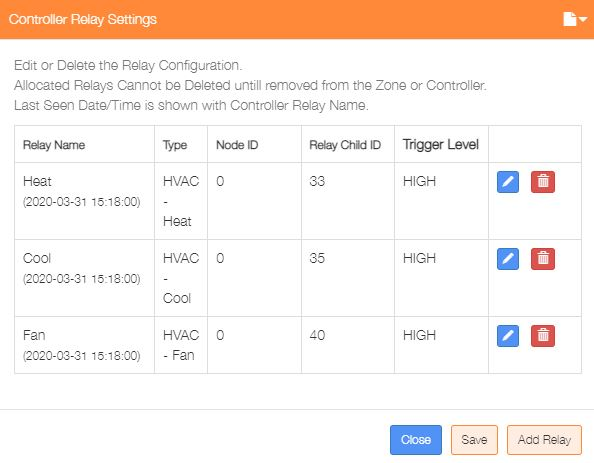 Controller Relay Settings
Edit or Delete the Relay Configuration.
Allocated Relays Cannot be Deleted untill removed from the Zone or Controller.
Last Seen Date/Time is shown with Controller Relay Name.
Relay Name Type Node ID Relay Child ID Trigger Level
Heat HVAC 0 33 HIGH
(2020-03-31 15:18:00) -
Heat
Cool HVAC 0 35 HIGH
(2020-03-31 15:18:00) -
Cool
Fan HVAC 0 40 HIGH
(2020-03-31 15:18:00) - Fan
Close Save Add Relay